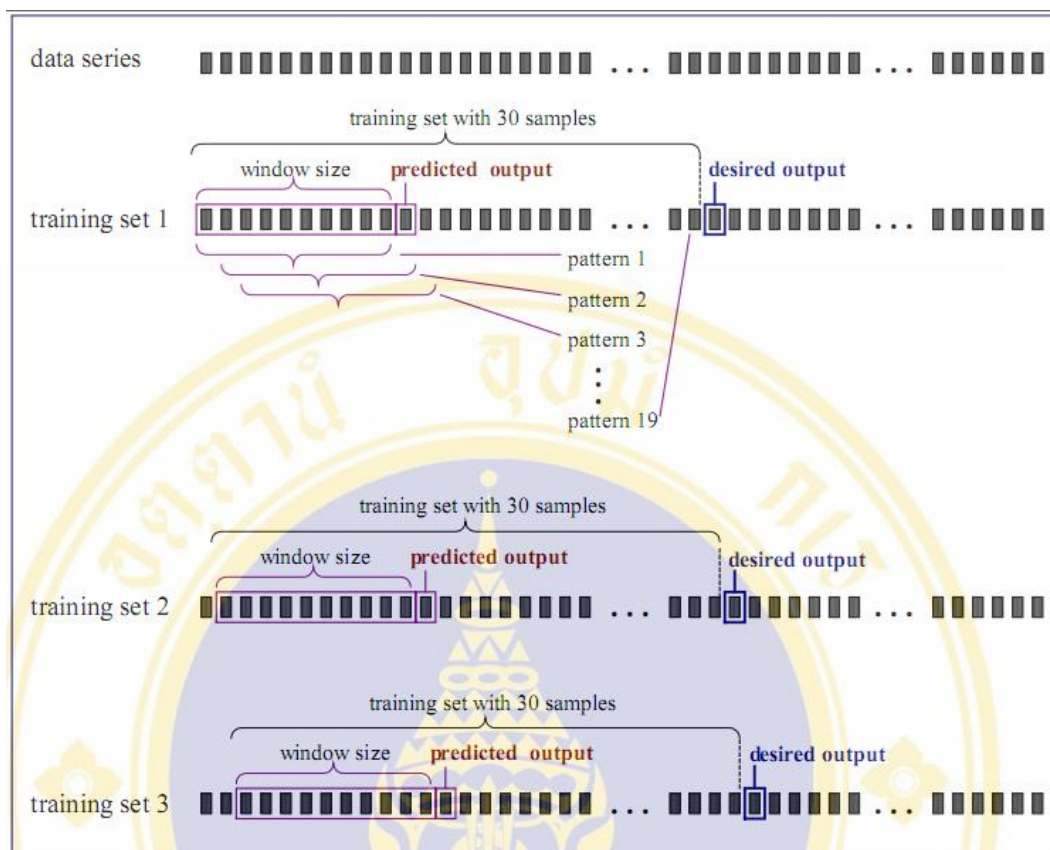 data series
training set with 30 samples
window size
predicted output
desired output
training set 1
pattern 1
pattern 2
pattern 3
pattern 19
training set with 30 samples
window size
predicted output
desired output
training set 2
training set with 30 samples
window size
predicted output
desired output
training set 3